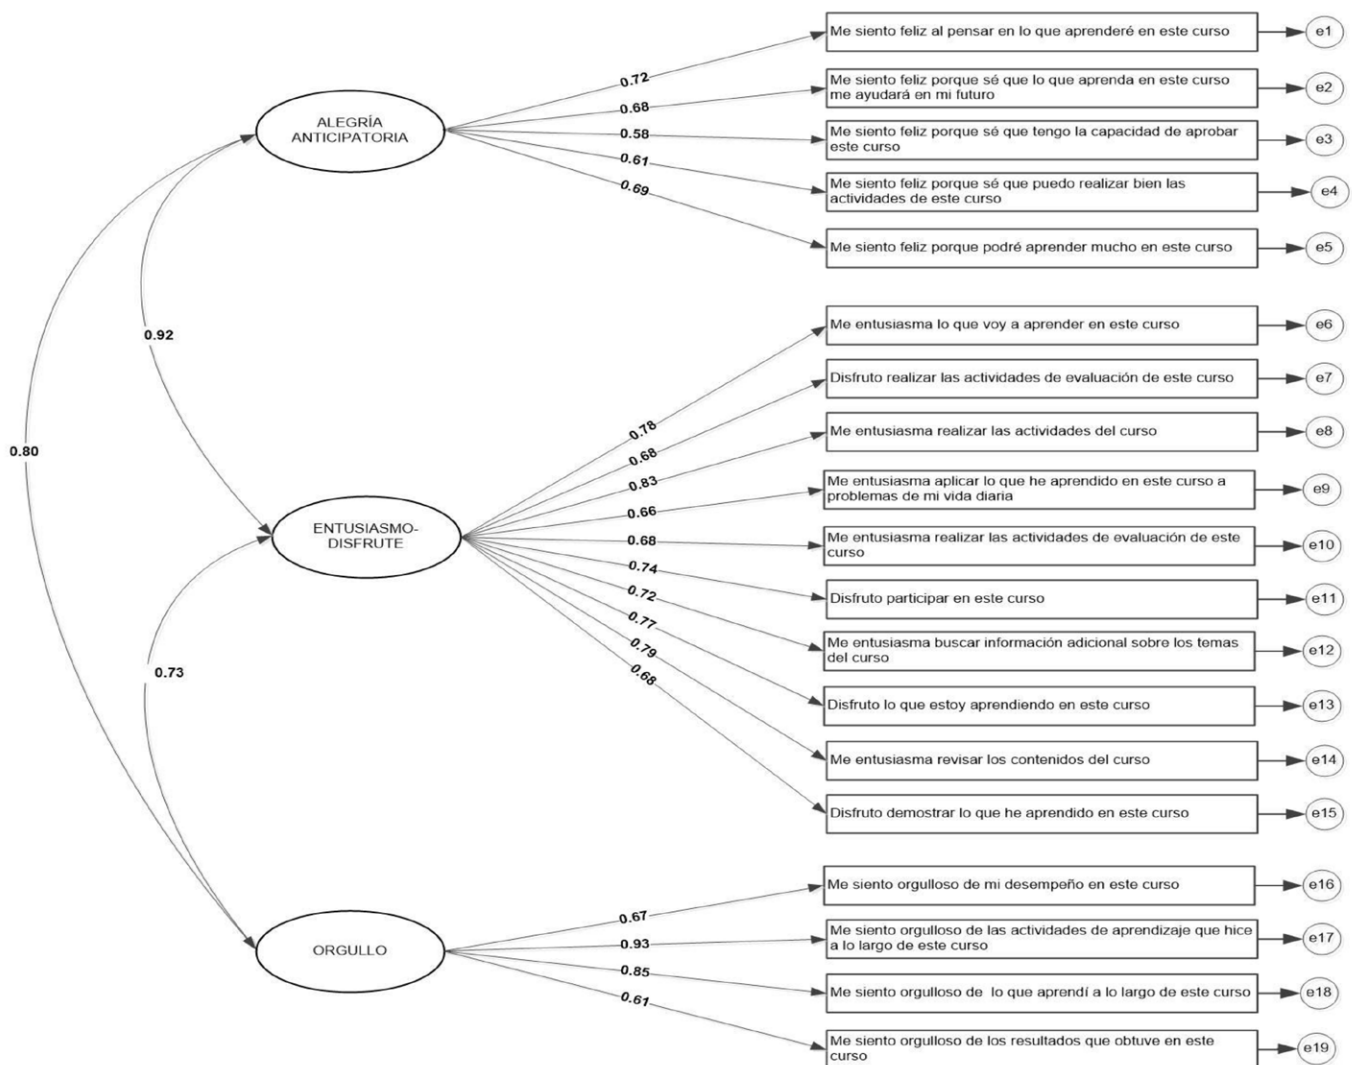 ALEGRÍA
ANTICIPATORIA
0.72
0.68
0.58
0.61
0.69
Me siento feliz al pensar en lo que aprenderé en este curso
e1
Me siento feliz porque sé que lo que aprenda en este curso
me ayudará en mi futuro
e2
Me siento feliz porque sé que tengo la capacidad de aprobar
este curso
e3
Me siento feliz porque sé que puedo realizar bien las
actividades de este curso
e4
Me siento feliz porque podré aprender mucho en este curso
e5
0.92
0.80
0.73
ENTUSIASMO-
DISFRUTE
0.78
0.68
0.83
0.66
0.68
0.74
0.72
0.77
0.79
0.68
Me entusiasma lo que voy a aprender en este curso
e6
Disfruto realizar las actividades de evaluación de este curso
e7
Me entusiasma realizar las actividades del curso
e8
Me entusiasma aplicar lo que he aprendido en este curso a
problemas de mi vida diaria
e9
Me entusiasma realizar las actividades de evaluación de este
curso
e10
Disfruto participar en este curso
e11
Me entusiasma buscar información adicional sobre los temas
del curso
e12
Disfruto lo que estoy aprendiendo en este curso
e13
Me entusiasma revisar los contenidos del curso
e14
Disfruto demostrar lo que he aprendido en este curso
e15
ORGULLO
0.67
0.93
0.85
0.61
Me siento orgulloso de mi desempeño en este curso
e16
Me siento orgulloso de las actividades de aprendizaje que hice
a lo largo de este curso
e17
Me siento orgulloso de lo que aprendí a lo largo de este curso
e18
Me siento orgulloso de los resultados que obtuve en este
curso
e19